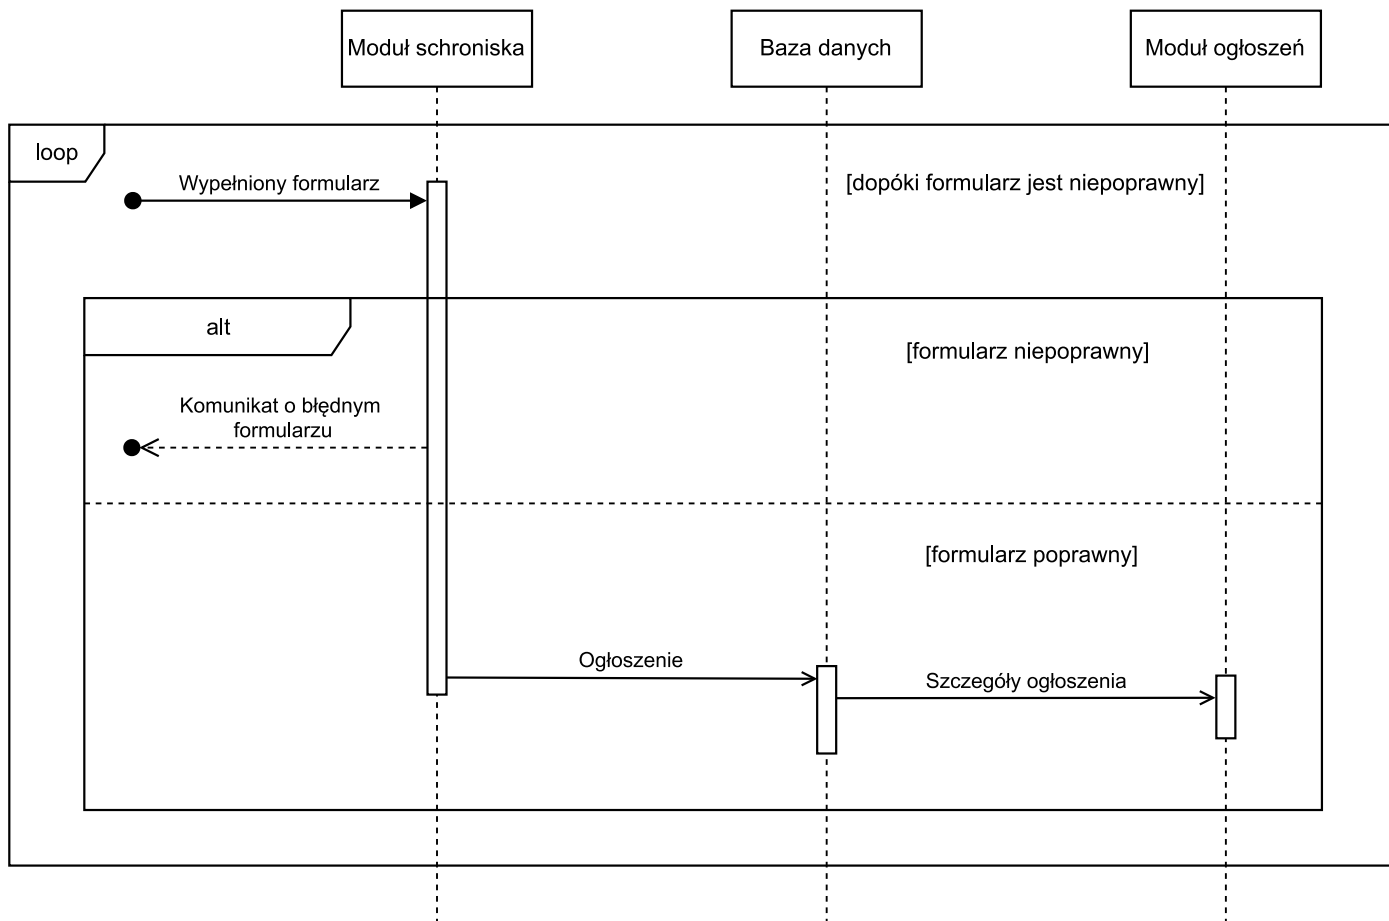 Moduł schroniska
Baza danych
Moduł ogłoszeń
loop
Wypełniony formularz
[dopóki formularz jest niepoprawny]
alt
[formularz niepoprawny]
Komunikat o błędnym
formularzu
[formularz poprawny]
Ogłoszenie
Szczegóły ogłoszenia